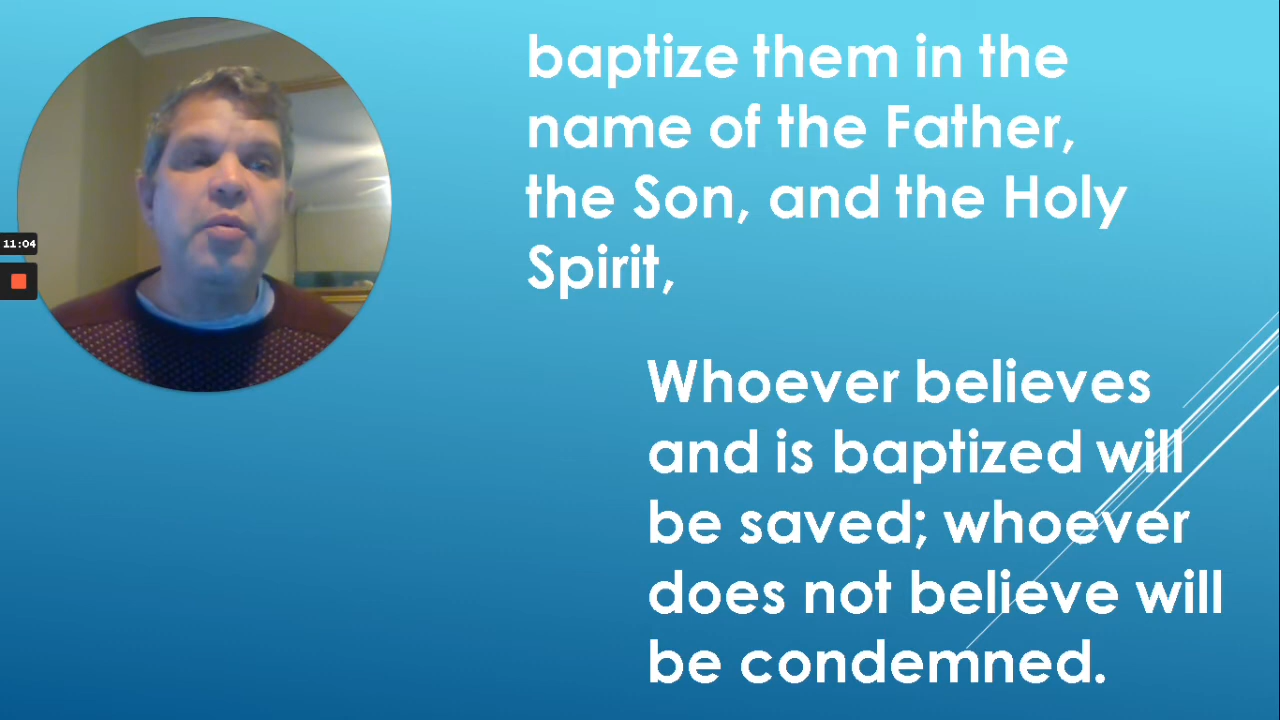 baptize them in the
name of the Father,
the Son, and the Holy
Spirit,
11:04
Whoever believes
and is baptized will
be saved; whoever
does not believe will
be condemned.